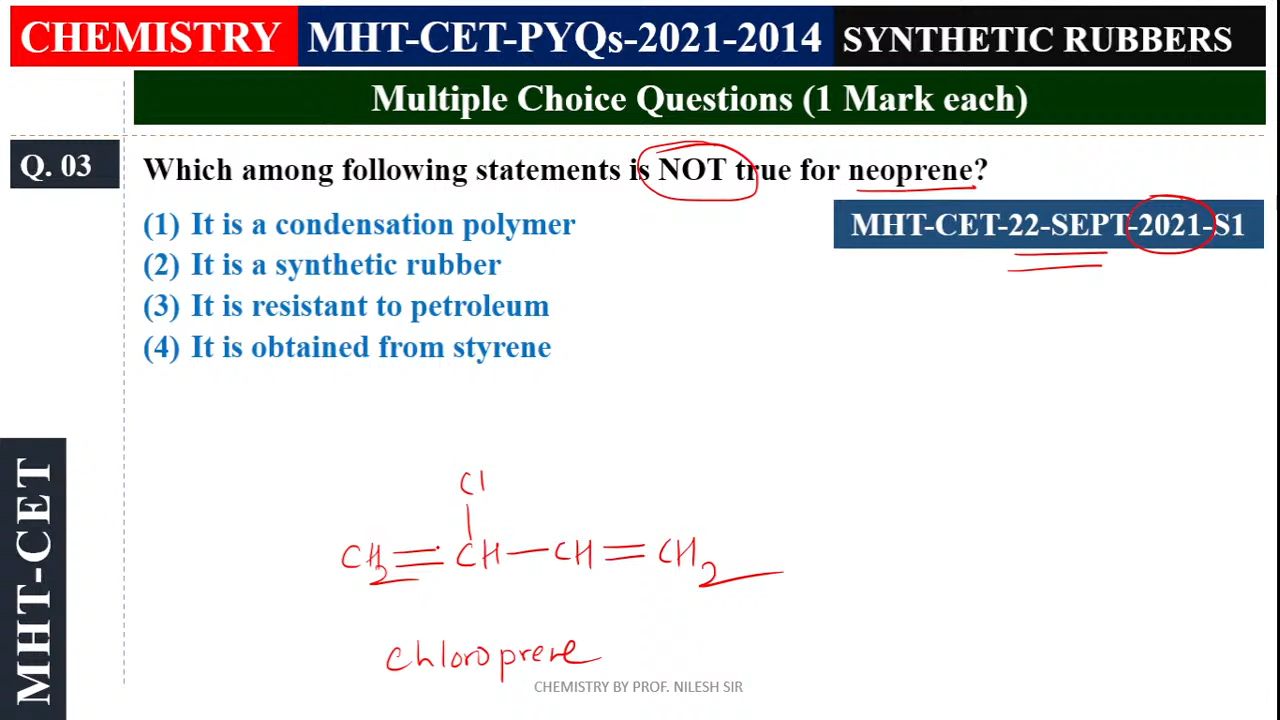 CHEMISTRY MHT-CET-PYQs-2021-2014 SYNTHETIC RUBBERS
Multiple Choice Questions (1 Mark each)
Q. 03 Which among following statements is NOT true for neoprene?
MHT-CET-22-SEPT-2021-S1
(1) It is a condensation polymer
(2) It is a synthetic rubber
(3) It is resistant to petroleum
(4) It is obtained from styrene
MHT-CET
Cl
CH2=CH-CH=CH2
chloroprene
CHEMISTRY BY PROF. NILESH SIR